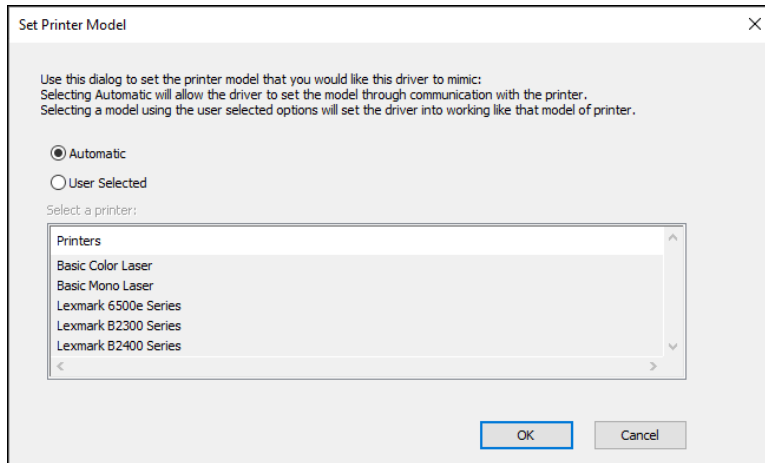 Set Printer Model
Use this dialog to set the printer model that you would like this driver to mimic:
Selecting Automatic will allow the driver to set the model through communication with the printer.
Selecting a model using the user selected options will set the driver into working like that model of printer.
Automatic
User Selected
Select a printer:
Printers
Basic Color Laser
Basic Mono Laser
Lexmark 6500e Series
Lexmark B2300 Series
Lexmark B2400 Series
OK Cancel